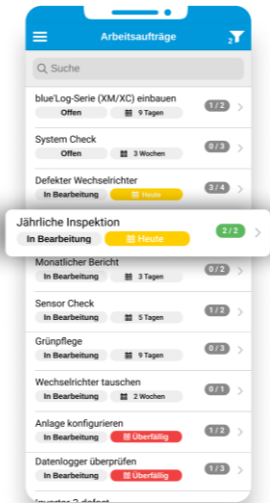 Arbeitsaufträge
2
Suche
blue'Log-Serie (XM/XC) einbauen
Offen 9 Tagen 1 / 2
System Check
Offen 3 Wochen 0 / 3
Defekter Wechselrichter
In Bearbeitung Heute 3 / 4
Jährliche Inspektion
In Bearbeitung Heute 2 / 2
Monatlicher Bericht
In Bearbeitung 3 Tagen 0 / 2
Sensor Check
In Bearbeitung 5 Tagen 1 / 2
Grünpflege
In Bearbeitung 9 Tagen 0 / 3
Wechselrichter tauschen
In Bearbeitung 2 Wochen 0 / 1
Anlage konfigurieren
In Bearbeitung Überfällig 1 / 2
Datenlogger überprüfen
In Bearbeitung Überfällig 1 / 3